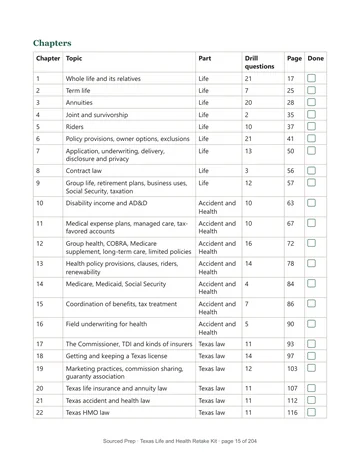 Chapters
Chapter Topic Part Drill questions Page Done
1 Whole life and its relatives Life 21 17
2 Term life Life 7 25
3 Annuities Life 20 28
4 Joint and survivorship Life 2 35
5 Riders Life 10 37
6 Policy provisions, owner options, exclusions Life 21 41
7 Application, underwriting, delivery, disclosure and privacy Life 13 50
8 Contract law Life 3 56
9 Group life, retirement plans, business uses, Social Security, taxation Life 12 57
10 Disability income and AD&D Accident and Health 10 63
11 Medical expense plans, managed care, tax-favored accounts Accident and Health 10 67
12 Group health, COBRA, Medicare supplement, long-term care, limited policies Accident and Health 16 72
13 Health policy provisions, clauses, riders, renewability Accident and Health 14 78
14 Medicare, Medicaid, Social Security Accident and Health 4 84
15 Coordination of benefits, tax treatment Accident and Health 7 86
16 Field underwriting for health Accident and Health 5 90
17 The Commissioner, TDI and kinds of insurers Texas law 11 93
18 Getting and keeping a Texas license Texas law 14 97
19 Marketing practices, commission sharing, guaranty association Texas law 12 103
20 Texas life insurance and annuity law Texas law 11 107
21 Texas accident and health law Texas law 11 112
22 Texas HMO law Texas law 11 116
Sourced Prep · Texas Life and Health Retake Kit · page 15 of 204